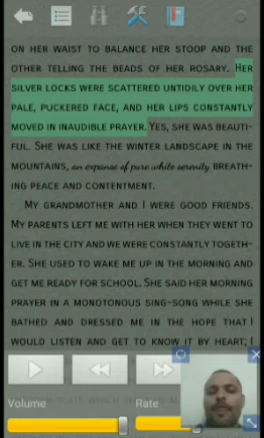 ON HER WAIST TO BALANCE HER STOOP AND THE
OTHER TELLING THE BEADS OF HER ROSARY. HER
SILVER LOCKS WERE SCATTERED UNTIDILY OVER HER
PALE, PUCKERED FACE, AND HER LIPS CONSTANTLY
MOVED IN INAUDIBLE PRAYER. YES, SHE WAS BEAUTI-
FUL. SHE WAS LIKE THE WINTER LANDSCAPE IN THE
MOUNTAINS, an expanse of pure white serenity BREATH-
ING PEACE AND CONTENTMENT.
MY GRANDMOTHER AND I WERE GOOD FRIENDS.
MY PARENTS LEFT ME WITH HER WHEN THEY WENT TO
LIVE IN THE CITY AND WE WERE CONSTANTLY TOGETH-
ER. SHE USED TO WAKE ME UP IN THE MORNING AND
GET ME READY FOR SCHOOL. SHE SAID HER MORNING
PRAYER IN A MONOTONOUS SING-SONG WHILE SHE
BATHED AND DRESSED ME IN THE HOPE THAT I
WOULD LISTEN AND GET TO KNOW IT BY HEART; I
Volume
Rate